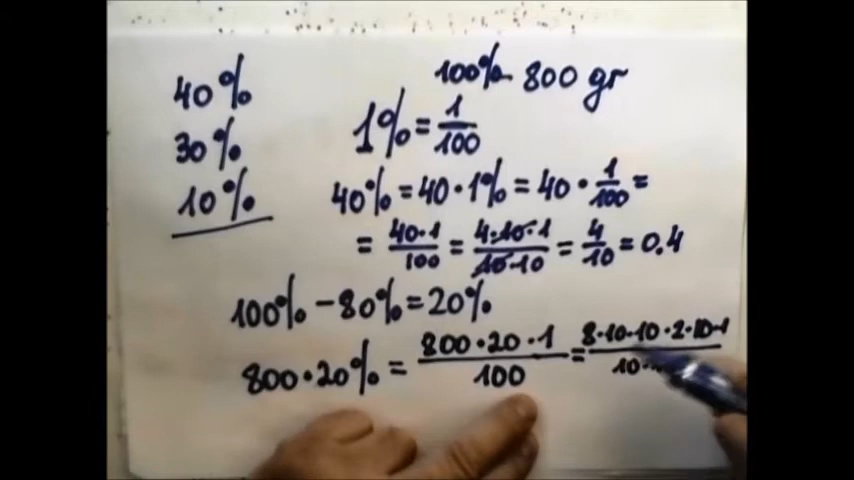 40%
30%
10%
100% - 800 gr
1% = 1/100
40% = 40 · 1% = 40 · 1/100 =
= 40·1/100 = 4·10·1/10·10 = 4/10 = 0.4
100% - 80% = 20%
800 · 20% = 800 · 20 · 1/100 = 8·10·10·2·10·1/10·